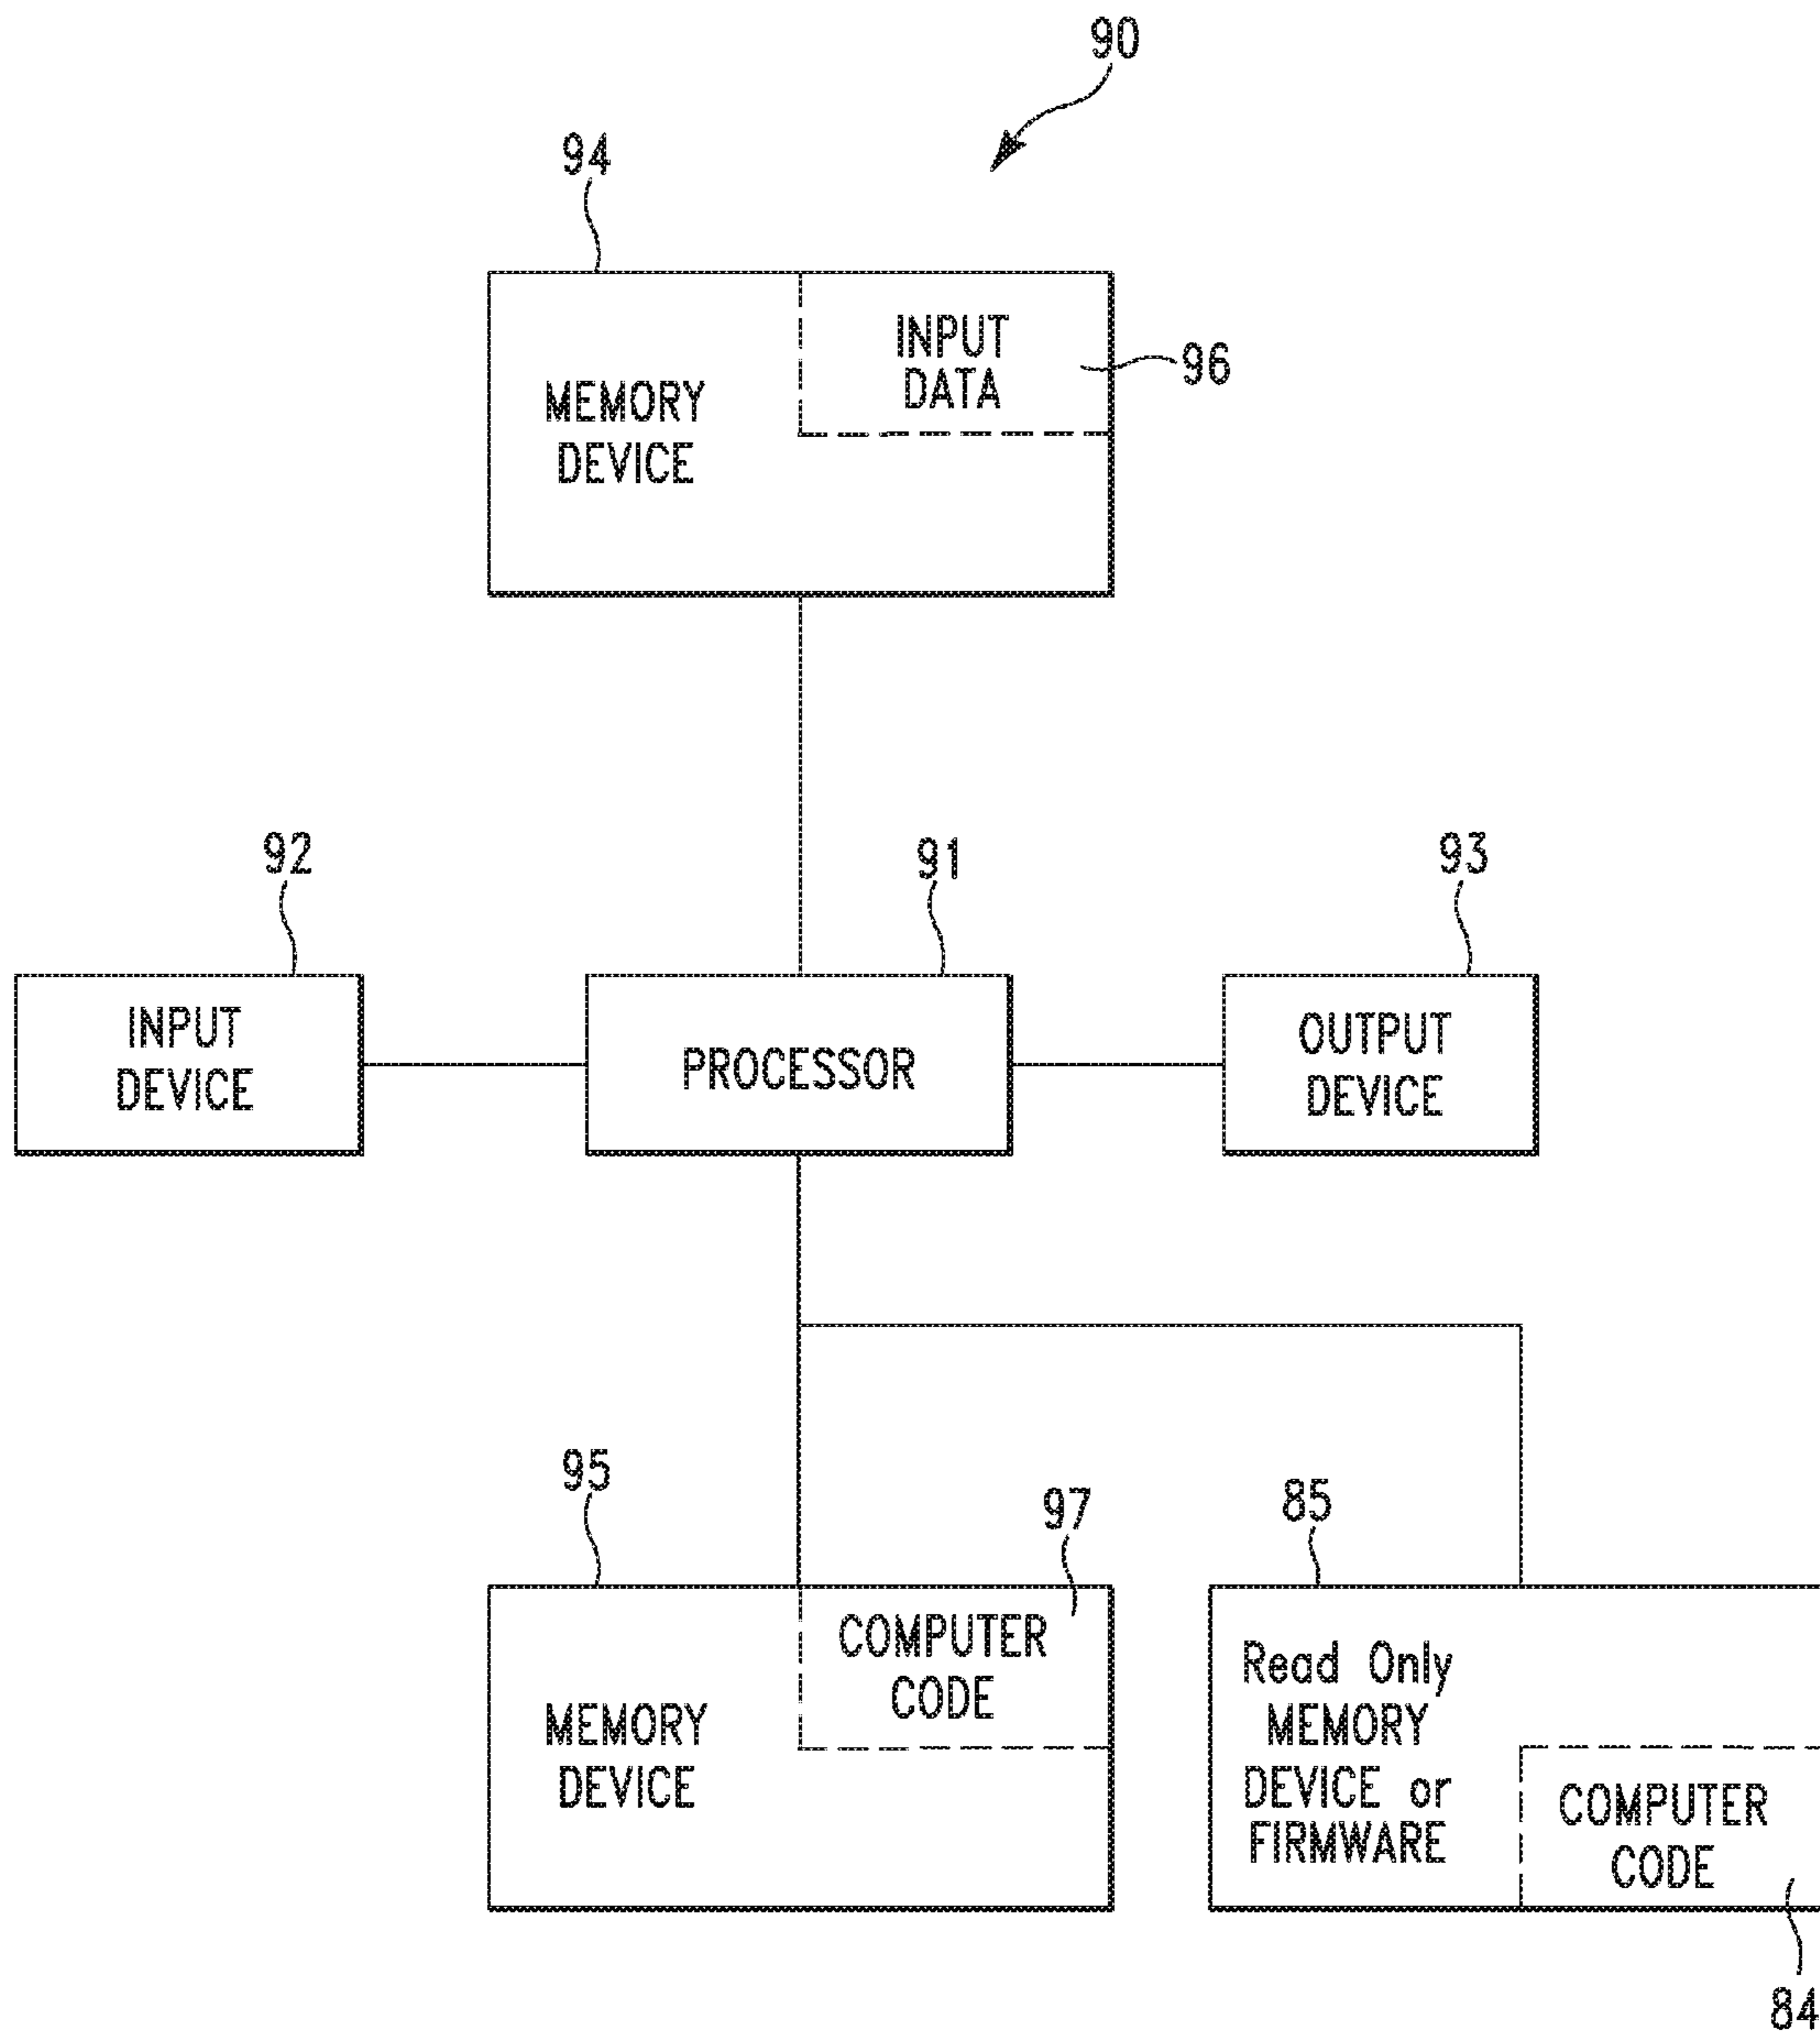 90
94
INPUT
DATA
96
MEMORY
DEVICE
92
91
93
INPUT
DEVICE
PROCESSOR
OUTPUT
DEVICE
95
97
85
COMPUTER
CODE
MEMORY
DEVICE
Read Only
MEMORY
DEVICE or
FIRMWARE
COMPUTER
CODE
84